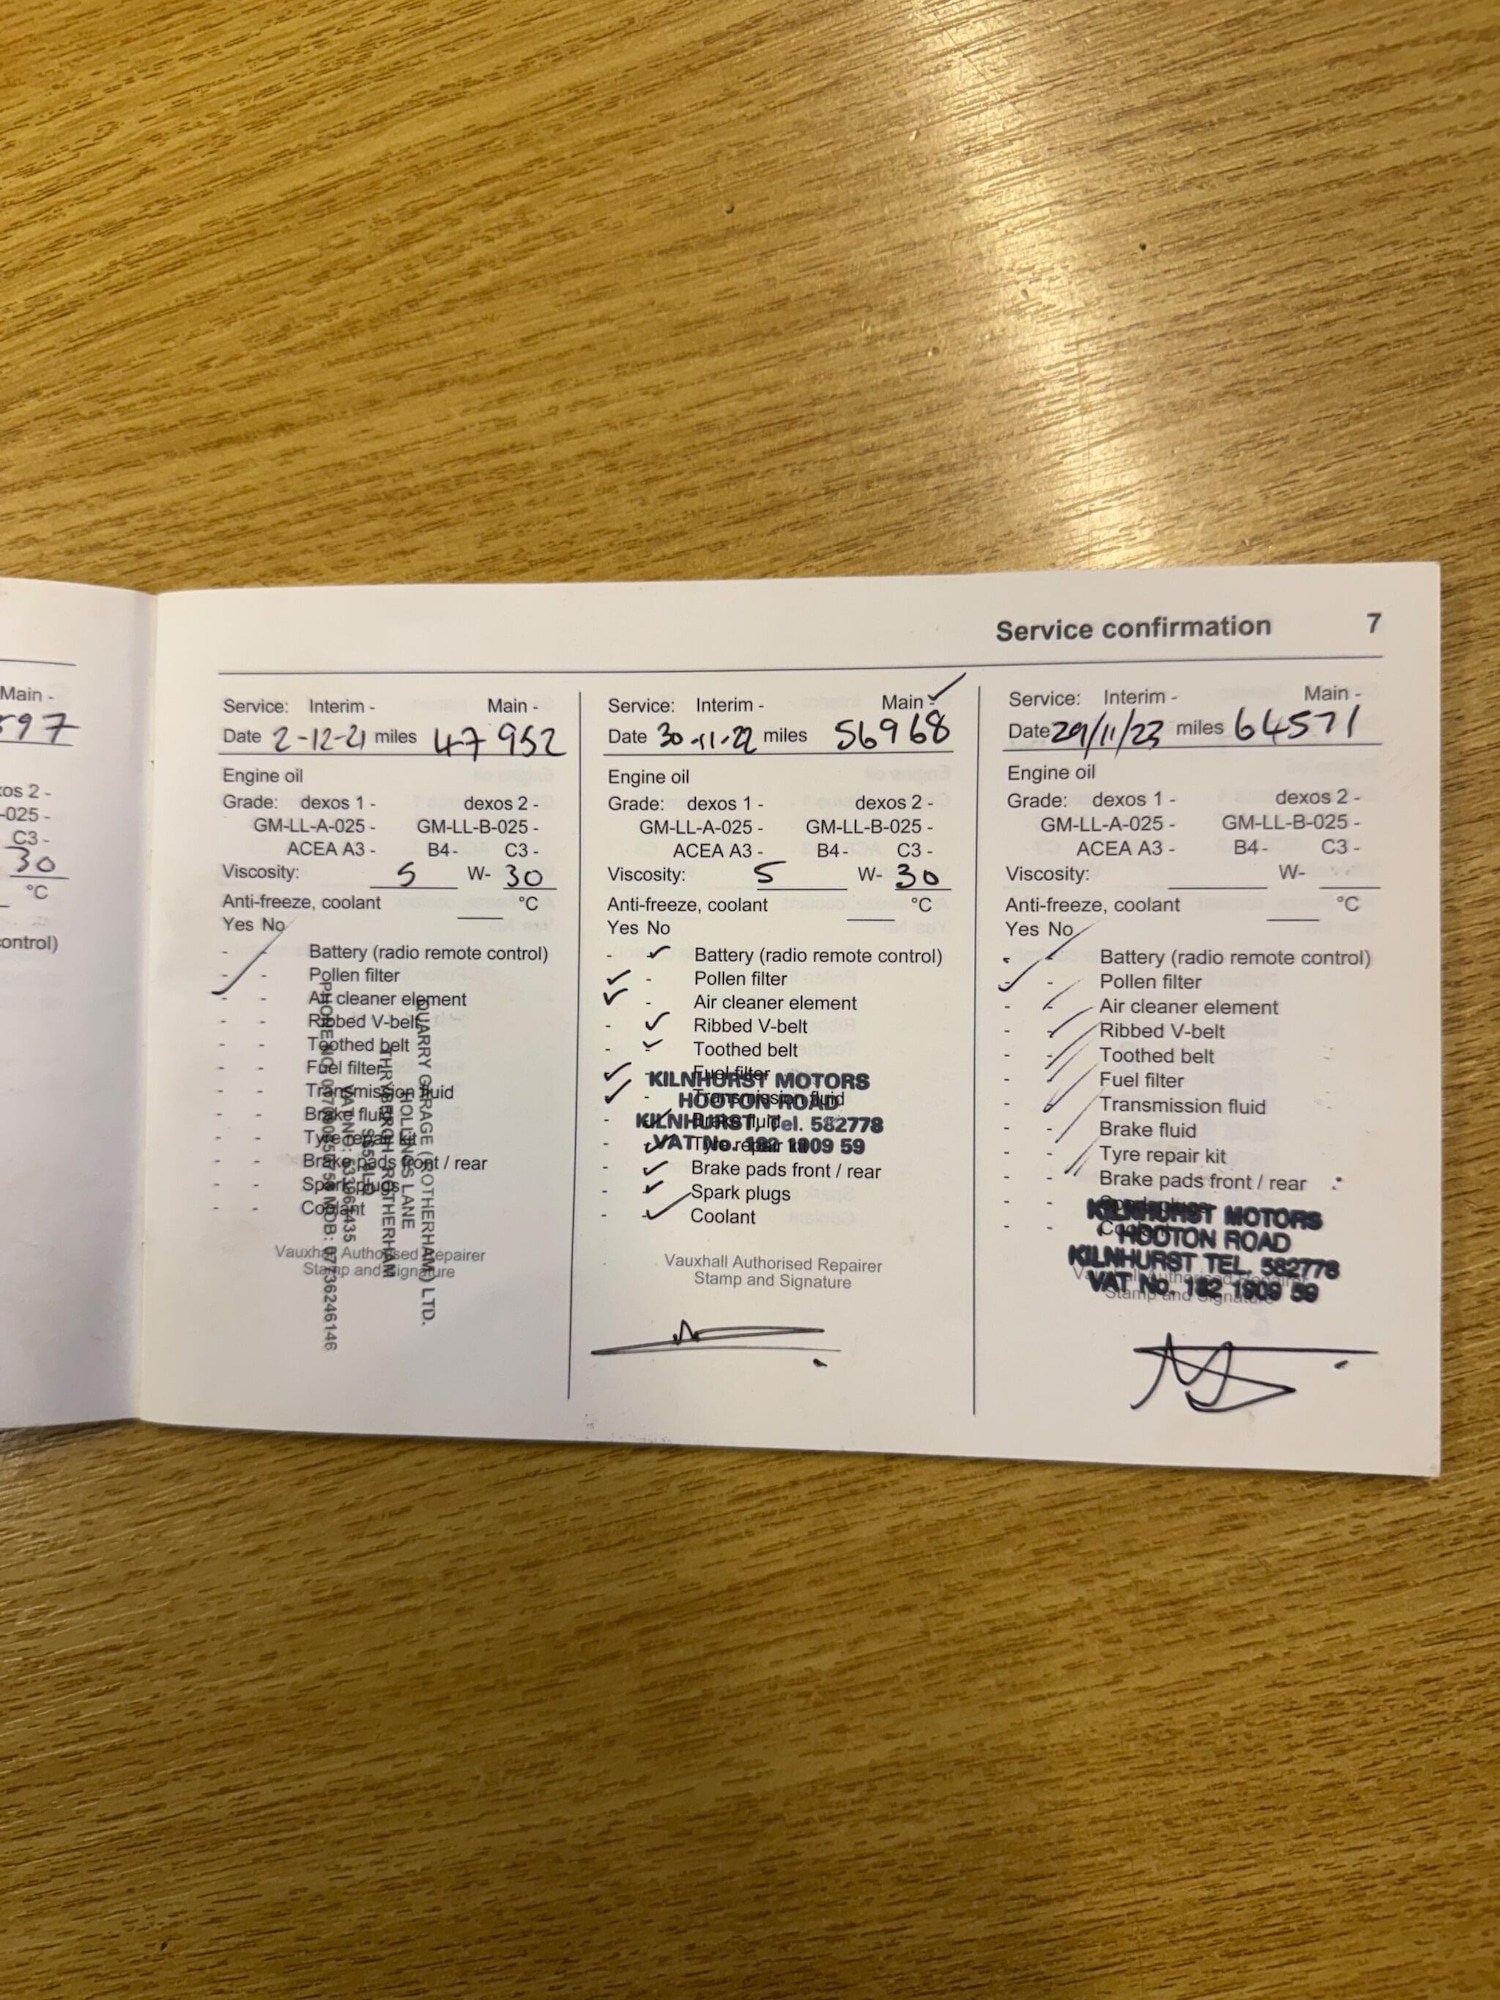 Main -
597
os 2 -
-025 -
C3 -
30
°C
ontrol)
Service confirmation 7
Service: Interim - Main -
Date 2-12-21 miles 47952
Engine oil
Grade: dexos 1 - dexos 2 -
GM-LL-A-025 - GM-LL-B-025 -
ACEA A3 - B4 - C3 -
Viscosity: 5 W- 30
Anti-freeze, coolant °C
Yes No
- - Battery (radio remote control)
- - Pollen filter
- - Air cleaner element
- - Ribbed V-belt
- - Toothed belt
- - Fuel filter
- - Transmission fluid
- - Brake fluid
- - Tyre repair kit
- - Brake pads front / rear
- - Spark plugs
- - Coolant
Vauxhall Authorised Repairer
Stamp and Signature
QUARRY GARAGE (ROTHERHAM) LTD.
HOLLINGS LANE
THRYBERGH ROTHERHAM
Service: Interim - Main - ✓
Date 30-11-22 miles 56968
Engine oil
Grade: dexos 1 - dexos 2 -
GM-LL-A-025 - GM-LL-B-025 -
ACEA A3 - B4 - C3 -
Viscosity: 5 W- 30
Anti-freeze, coolant °C
Yes No
- ✓ Battery (radio remote control)
✓ - Pollen filter
✓ - Air cleaner element
- ✓ Ribbed V-belt
- ✓ Toothed belt
✓ - Fuel filter
✓ - Transmission fluid
- ✓ Brake fluid
- ✓ Tyre repair kit
- ✓ Brake pads front / rear
- ✓ Spark plugs
- ✓ Coolant
KILNHURST MOTORS
HOOTON ROAD
KILNHURST, Tel. 582778
VAT No. 182 1909 59
Vauxhall Authorised Repairer
Stamp and Signature
Service: Interim - Main -
Date 29/11/23 miles 64571
Engine oil
Grade: dexos 1 - dexos 2 -
GM-LL-A-025 - GM-LL-B-025 -
ACEA A3 - B4 - C3 -
Viscosity: W-
Anti-freeze, coolant °C
Yes No
- ✓ Battery (radio remote control)
✓ - Pollen filter
- ✓ Air cleaner element
- ✓ Ribbed V-belt
- ✓ Toothed belt
- ✓ Fuel filter
- ✓ Transmission fluid
- - Brake fluid
- - Tyre repair kit
- - Brake pads front / rear
- - Spark plugs
- - Coolant
KILNHURST MOTORS
HOOTON ROAD
KILNHURST TEL. 582778
VAT No. 182 1909 59
Vauxhall Authorised Repairer
Stamp and Signature